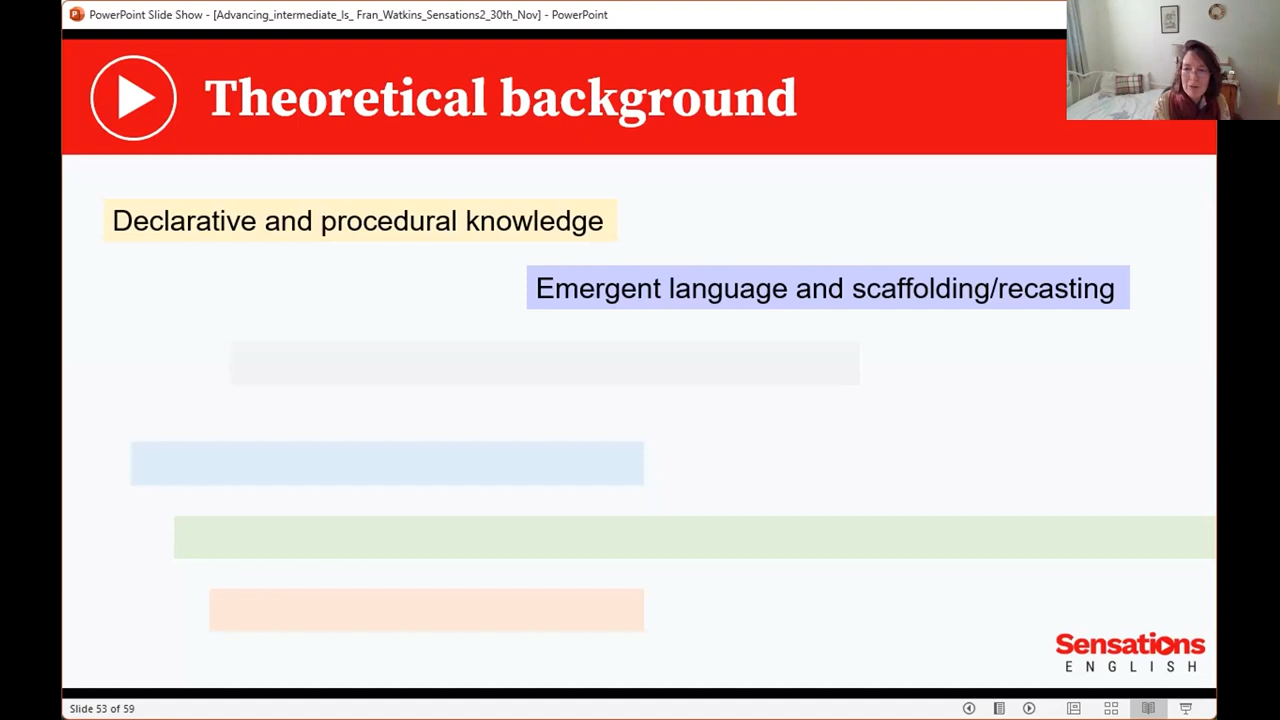 PowerPoint Slide Show - [Advancing_intermediate_ls_ Fran_Watkins_Sensations2_30th_Nov] - PowerPoint
Theoretical background
Declarative and procedural knowledge
Emergent language and scaffolding/recasting
Sensations
ENGLISH
Slide 53 of 59